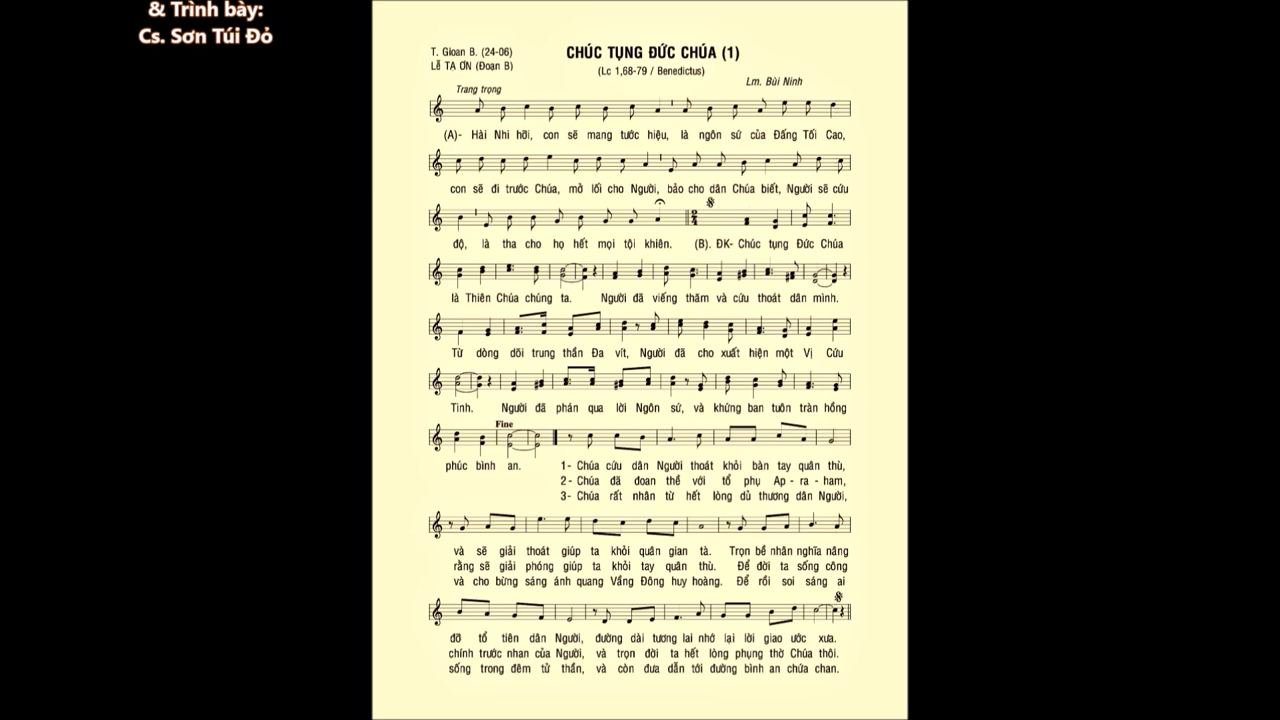 & Trình bày:
Cs. Sơn Túi Đỏ
T. Gioan B. (24-06)
LỄ TẠ ƠN (Đoạn B)
CHÚC TỤNG ĐỨC CHÚA (1)
(Lc 1,68-79 / Benedictus)
Lm. Bùi Ninh
Trang trọng
(A)- Hài Nhi hỡi, con sẽ mang tước hiệu, là ngôn sứ của Đấng Tối Cao,
con sẽ đi trước Chúa, mở lối cho Người, bảo cho dân Chúa biết, Người sẽ cứu
độ, là tha cho họ hết mọi tội khiên. (B). ĐK- Chúc tụng Đức Chúa
2
4
là Thiên Chúa chúng ta. Người đã viếng thăm và cứu thoát dân mình.
Từ dòng dõi trung thần Đa vít, Người đã cho xuất hiện một Vị Cứu
Tinh. Người đã phán qua lời Ngôn sứ, và khứng ban tuôn tràn hồng
Fine
phúc bình an. 1- Chúa cứu dân Người thoát khỏi bàn tay quân thù,
2- Chúa đã đoan thề với tổ phụ Ap - ra - ham,
3- Chúa rất nhân từ hết lòng dủ thương dân Người,
và sẽ giải thoát giúp ta khỏi quân gian tà. Trọn bề nhân nghĩa nâng
rằng sẽ giải phóng giúp ta khỏi tay quân thù. Để đời ta sống công
và cho bừng sáng ánh quang Vầng Đông huy hoàng. Để rồi soi sáng ai
đỡ tổ tiên dân Người, đường dài tương lai nhớ lại lời giao ước xưa.
chính trước nhan của Người, và trọn đời ta hết lòng phụng thờ Chúa thôi.
sống trong đêm tử thần, và còn đưa dẫn tới đường bình an chứa chan.